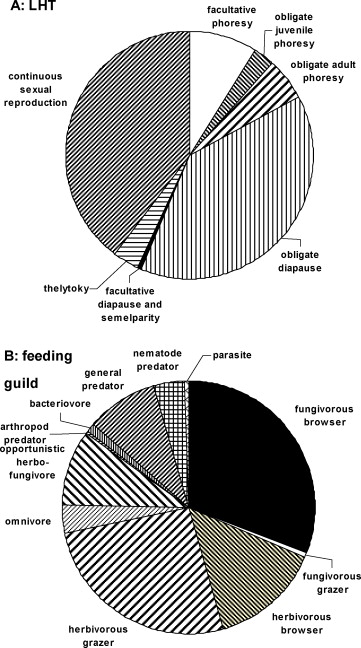 A: LHT
facultative
phoresy
obligate
juvenile
phoresy
obligate adult
phoresy
continuous
sexual
reproduction
obligate
diapause
thelytoky
facultative
diapause and
semelparity
B: feeding
guild
nematode
predator
parasite
general
predator
fungivorous
browser
bacteriovore
arthropod
predator
opportunistic
herbo-
fungivore
omnivore
fungivorous
grazer
herbivorous
browser
herbivorous
grazer